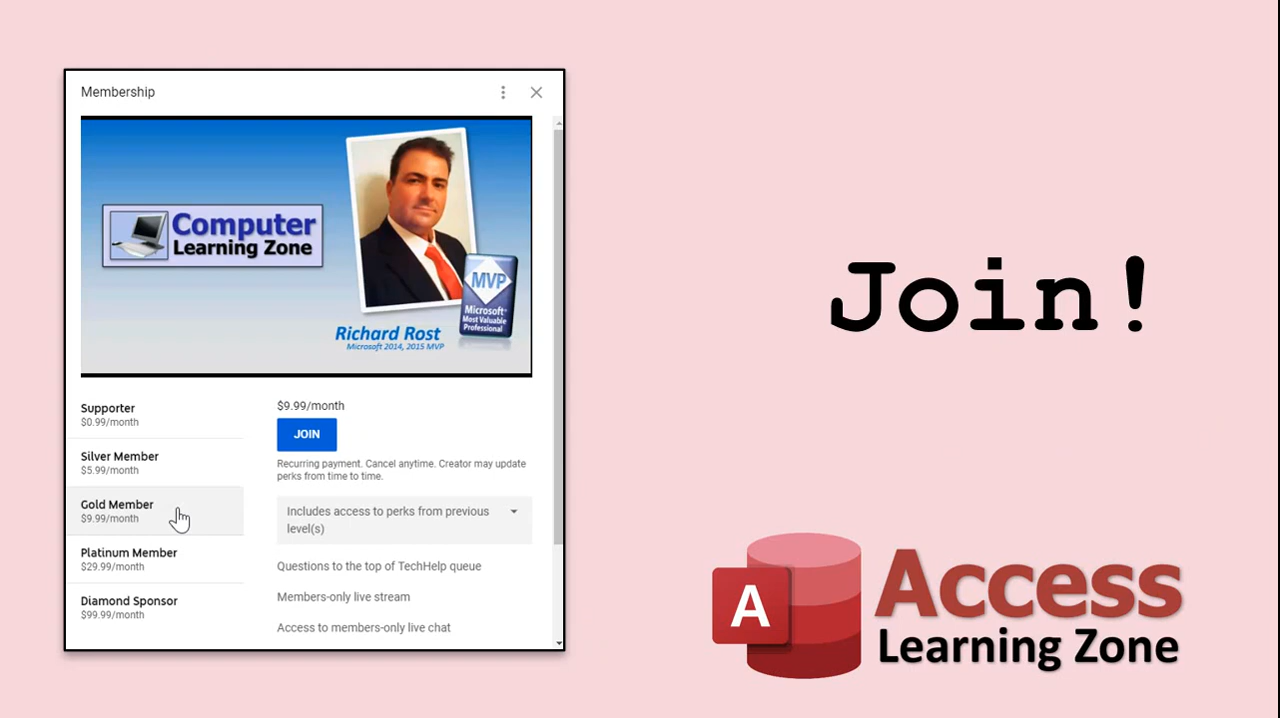 Membership
Computer
Learning Zone
MVP
Microsoft®
Most Valuable
Professional
Richard Rost
Microsoft 2014, 2015 MVP
Supporter
$0.99/month
Silver Member
$5.99/month
Gold Member
$9.99/month
Platinum Member
$29.99/month
Diamond Sponsor
$99.99/month
$9.99/month
JOIN
Recurring payment. Cancel anytime. Creator may update
perks from time to time.
Includes access to perks from previous
level(s)
Questions to the top of TechHelp queue
Members-only live stream
Access to members-only live chat
Join!
A
Access
Learning Zone